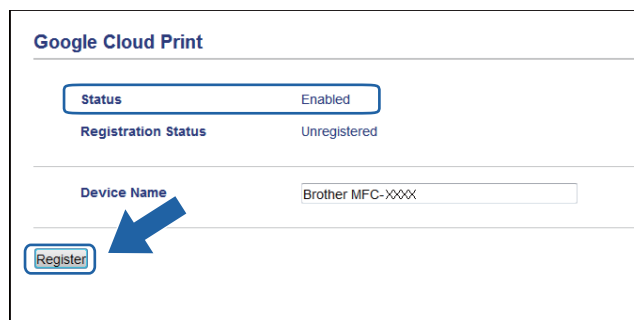 Google Cloud Print
Status Enabled
Registration Status Unregistered
Device Name Brother MFC-XXXX
Register